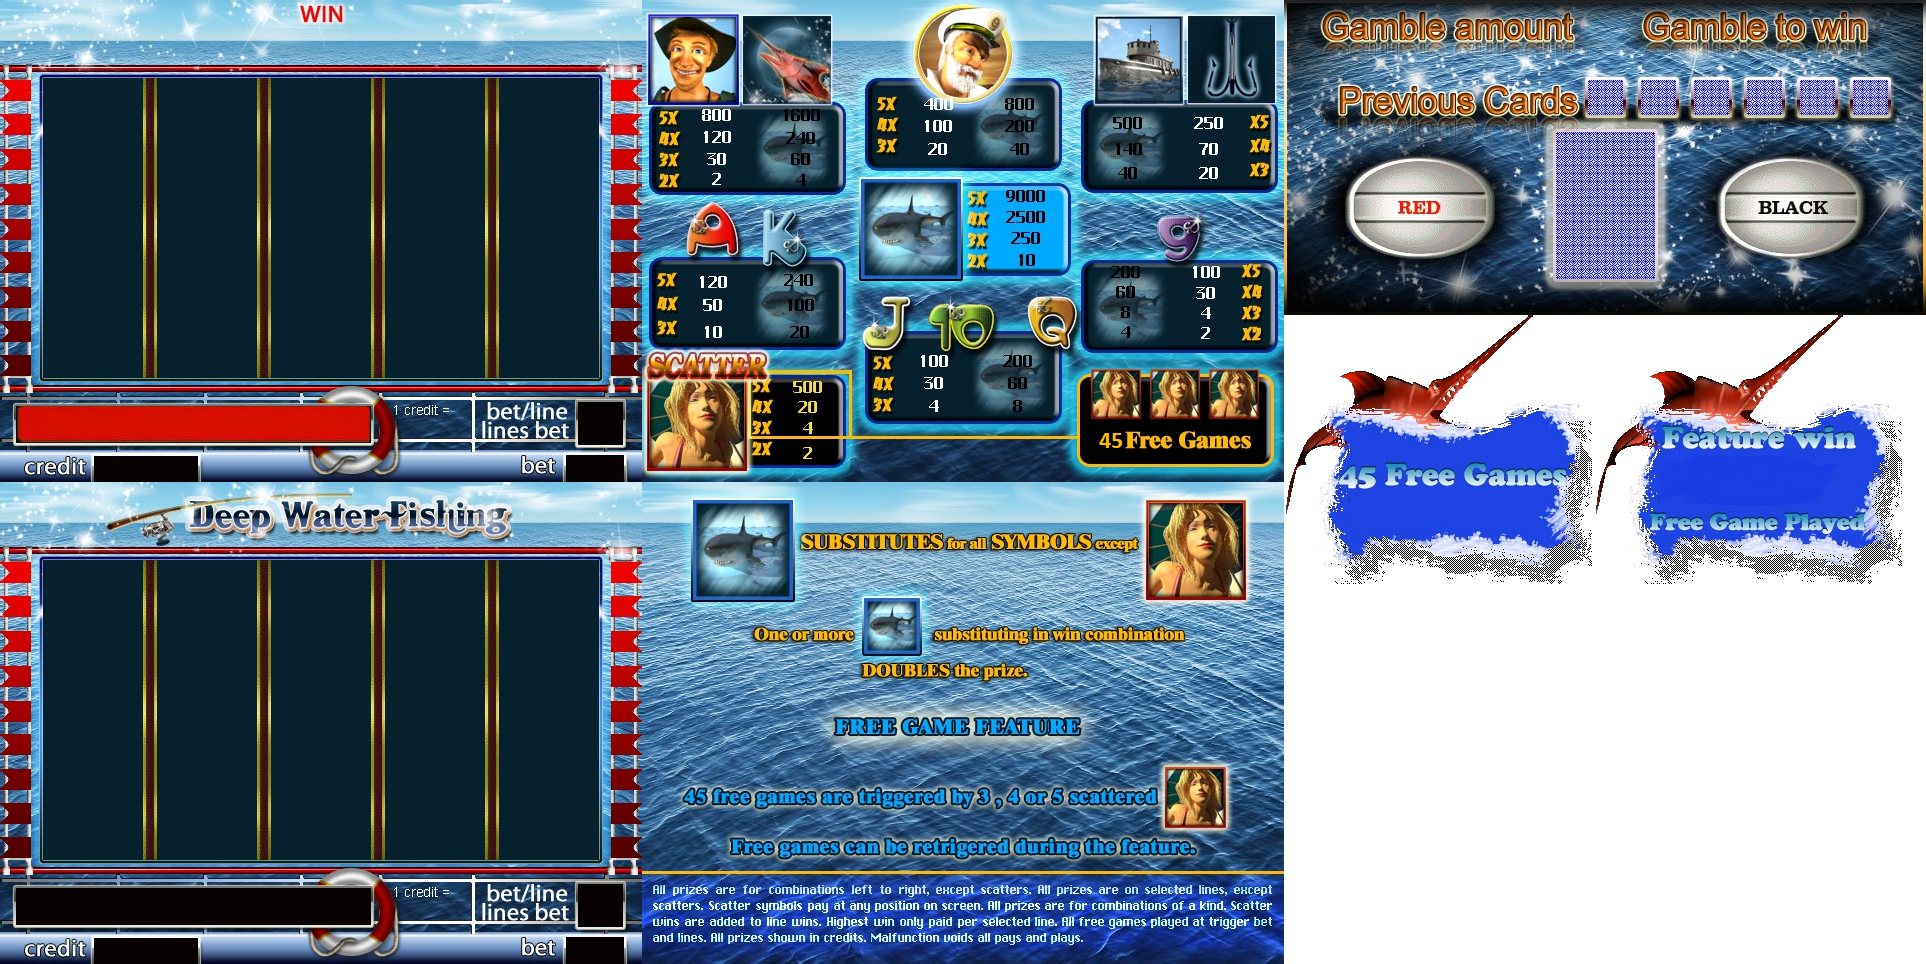 WIN
1 credit =
bet/line
lines bet
credit
bet
5X 800 1600
4X 120 240
3X 30 60
2X 2 4
5X 400 800
4X 100 200
3X 20 40
500 250 X5
140 70 X4
40 20 X3
5X 9000
4X 2500
3X 250
2X 10
A K
5X 120 240
4X 50 100
3X 10 20
9
200 100 X5
60 30 X4
8 4 X3
4 2 X2
J 10 Q
5X 100 200
4X 30 60
3X 4 8
SCATTER
5X 500
4X 20
3X 4
2X 2
45 Free Games
Gamble amount Gamble to win
Previous Cards
RED BLACK
45 Free Games
Feature win
Free Game Played
Deep Water Fishing
1 credit =
bet/line
lines bet
credit
bet
SUBSTITUTES for all SYMBOLS except
One or more substituting in win combination
DOUBLES the prize.
FREE GAME FEATURE
45 free games are triggered by 3 , 4 or 5 scattered
Free games can be retrigered during the feature.
All prizes are for combinations left to right, except scatters. All prizes are on selected lines, except
scatters. Scatter symbols pay at any position on screen. All prizes are for combinations of a kind. Scatter
wins are added to line wins. Highest win only paid per selected line. All free games played at trigger bet
and lines. All prizes shown in credits. Malfunction voids all pays and plays.